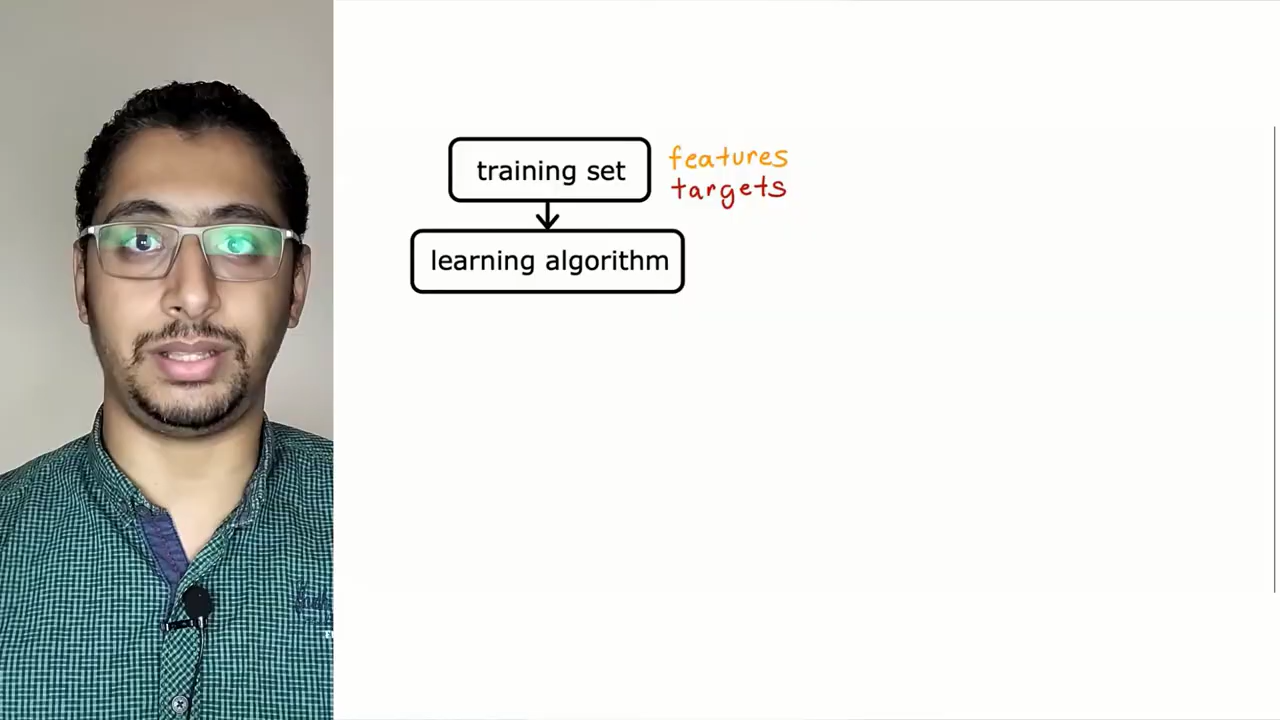 training set
features
targets
learning algorithm